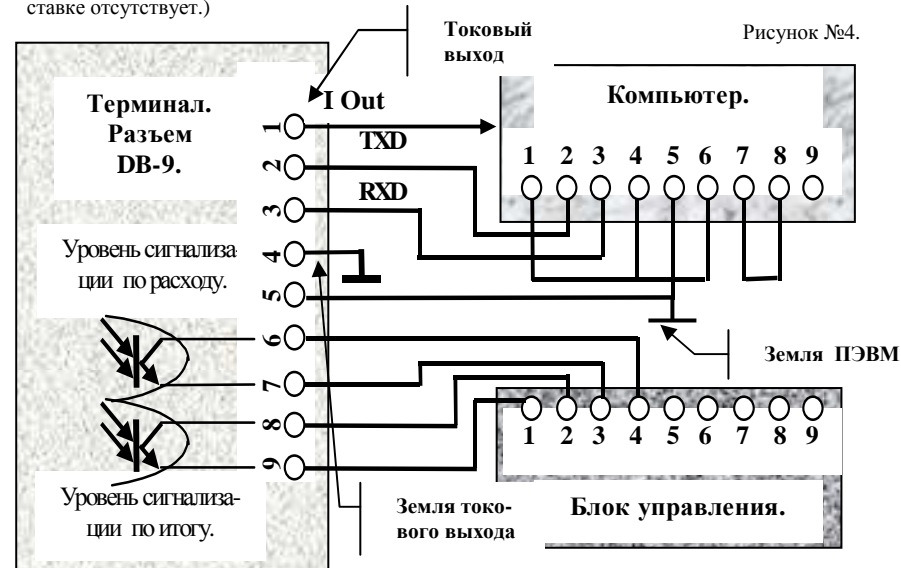 ставке отсутствует.)
Рисунок №4.
Токовый
выход
Терминал.
Разъем
DB-9.
I Out
TXD
RXD
1
2
3
4
5
6
7
8
9
Уровень сигнализа-
ции по расходу.
Уровень сигнализа-
ции по итогу.
Компьютер.
1 2 3 4 5 6 7 8 9
Земля ПЭВМ
1 2 3 4 5 6 7 8 9
Блок управления.
Земля токо-
вого выхода